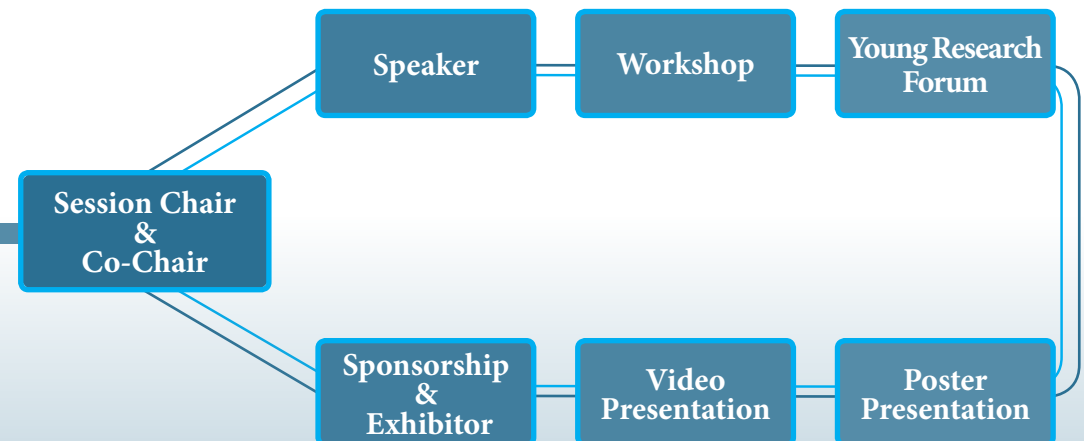 Speaker
Workshop
Young Research
Forum
Session Chair
&
Co-Chair
Sponsorship
&
Exhibitor
Video
Presentation
Poster
Presentation